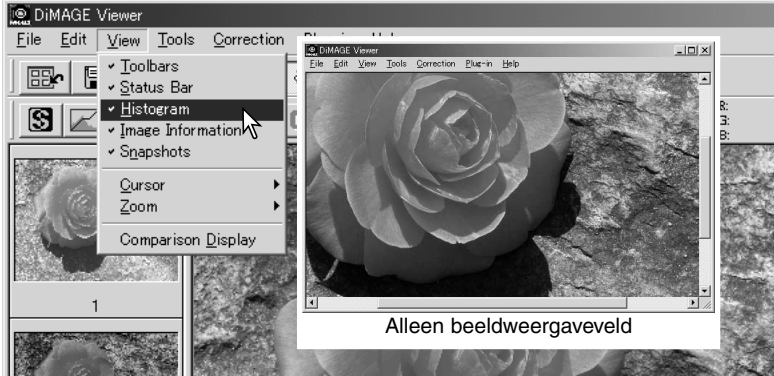 DiMAGE Viewer
File Edit View Tools Correction
Toolbars
Status Bar
Histogram
Image Information
Snapshots
Cursor
Zoom
Comparison Display
1
DiMAGE Viewer
File Edit View Tools Correction Plug-in Help
Alleen beeldweergaveveld
R:
G:
B: